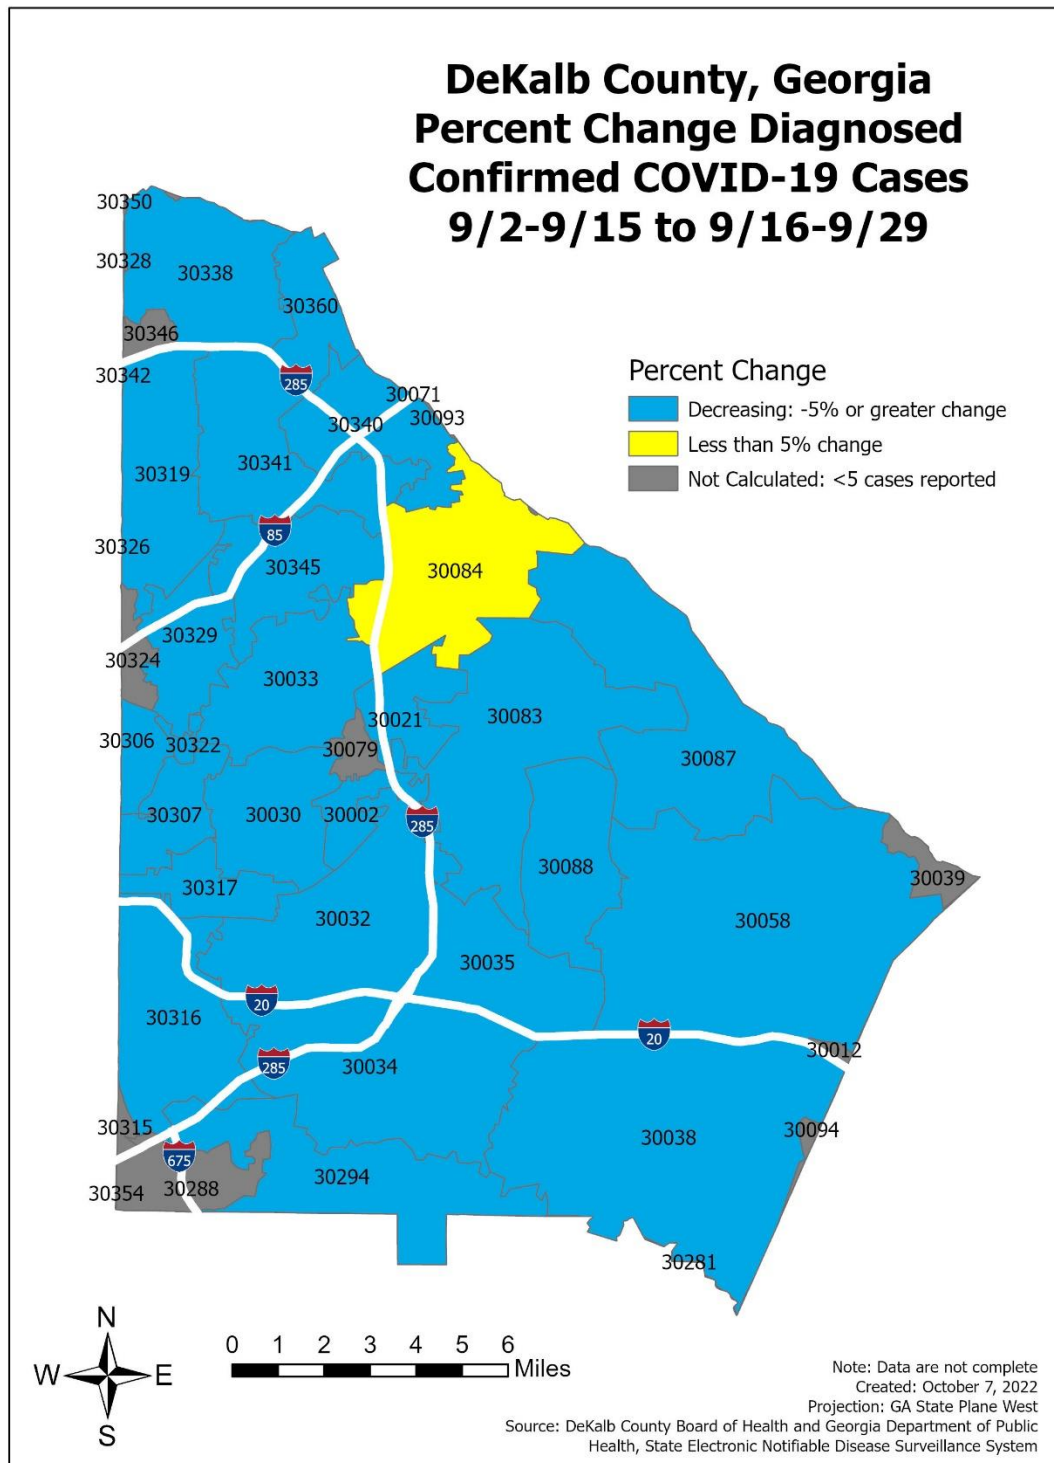 DeKalb County, Georgia
Percent Change Diagnosed
Confirmed COVID-19 Cases
9/2-9/15 to 9/16-9/29
30350
30328
30338
30360
30346
30342
285
30071
30093
30340
30341
30319
Percent Change
Decreasing: -5% or greater change
Less than 5% change
Not Calculated: <5 cases reported
85
30326
30345
30084
30329
30324
30033
30021
30083
30306
30322
30079
30087
30307
30030
30002
285
30088
30317
30039
30032
30058
30035
20
30316
20
30012
285
30034
30315
30038
30094
675
30354
30288
30294
30281
N
W E
S
0 1 2 3 4 5 6
Miles
Note: Data are not complete
Created: October 7, 2022
Projection: GA State Plane West
Source: DeKalb County Board of Health and Georgia Department of Public
Health, State Electronic Notifiable Disease Surveillance System